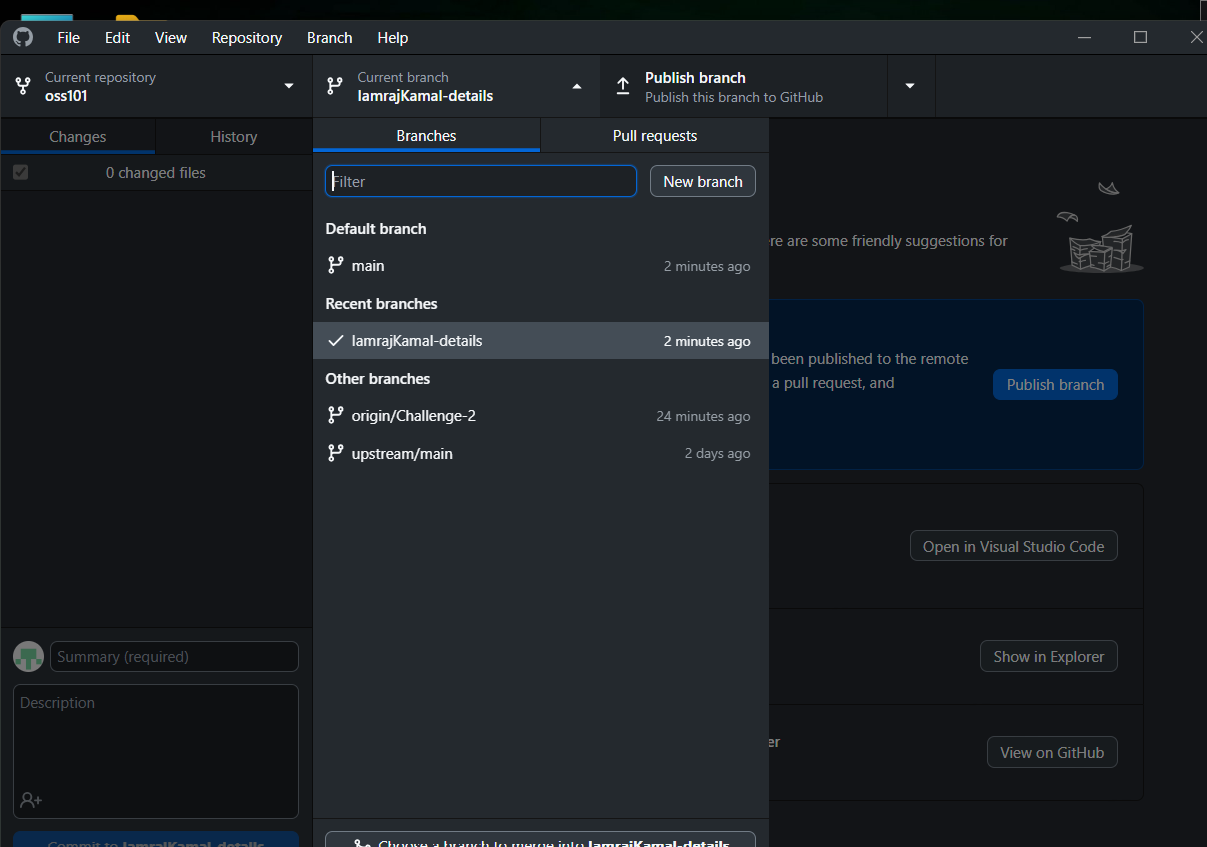 File Edit View Repository Branch Help
Current repository
oss101
Current branch
IamrajKamal-details
Publish branch
Publish this branch to GitHub
Changes History
0 changed files
Branches Pull requests
Filter
New branch
Default branch
main 2 minutes ago
Recent branches
IamrajKamal-details 2 minutes ago
Other branches
origin/Challenge-2 24 minutes ago
upstream/main 2 days ago
Choose a branch to merge into IamrajKamal-details
re are some friendly suggestions for
been published to the remote
a pull request, and
Publish branch
Open in Visual Studio Code
Show in Explorer
er
View on GitHub
Summary (required)
Description
Commit to IamrajKamal-details